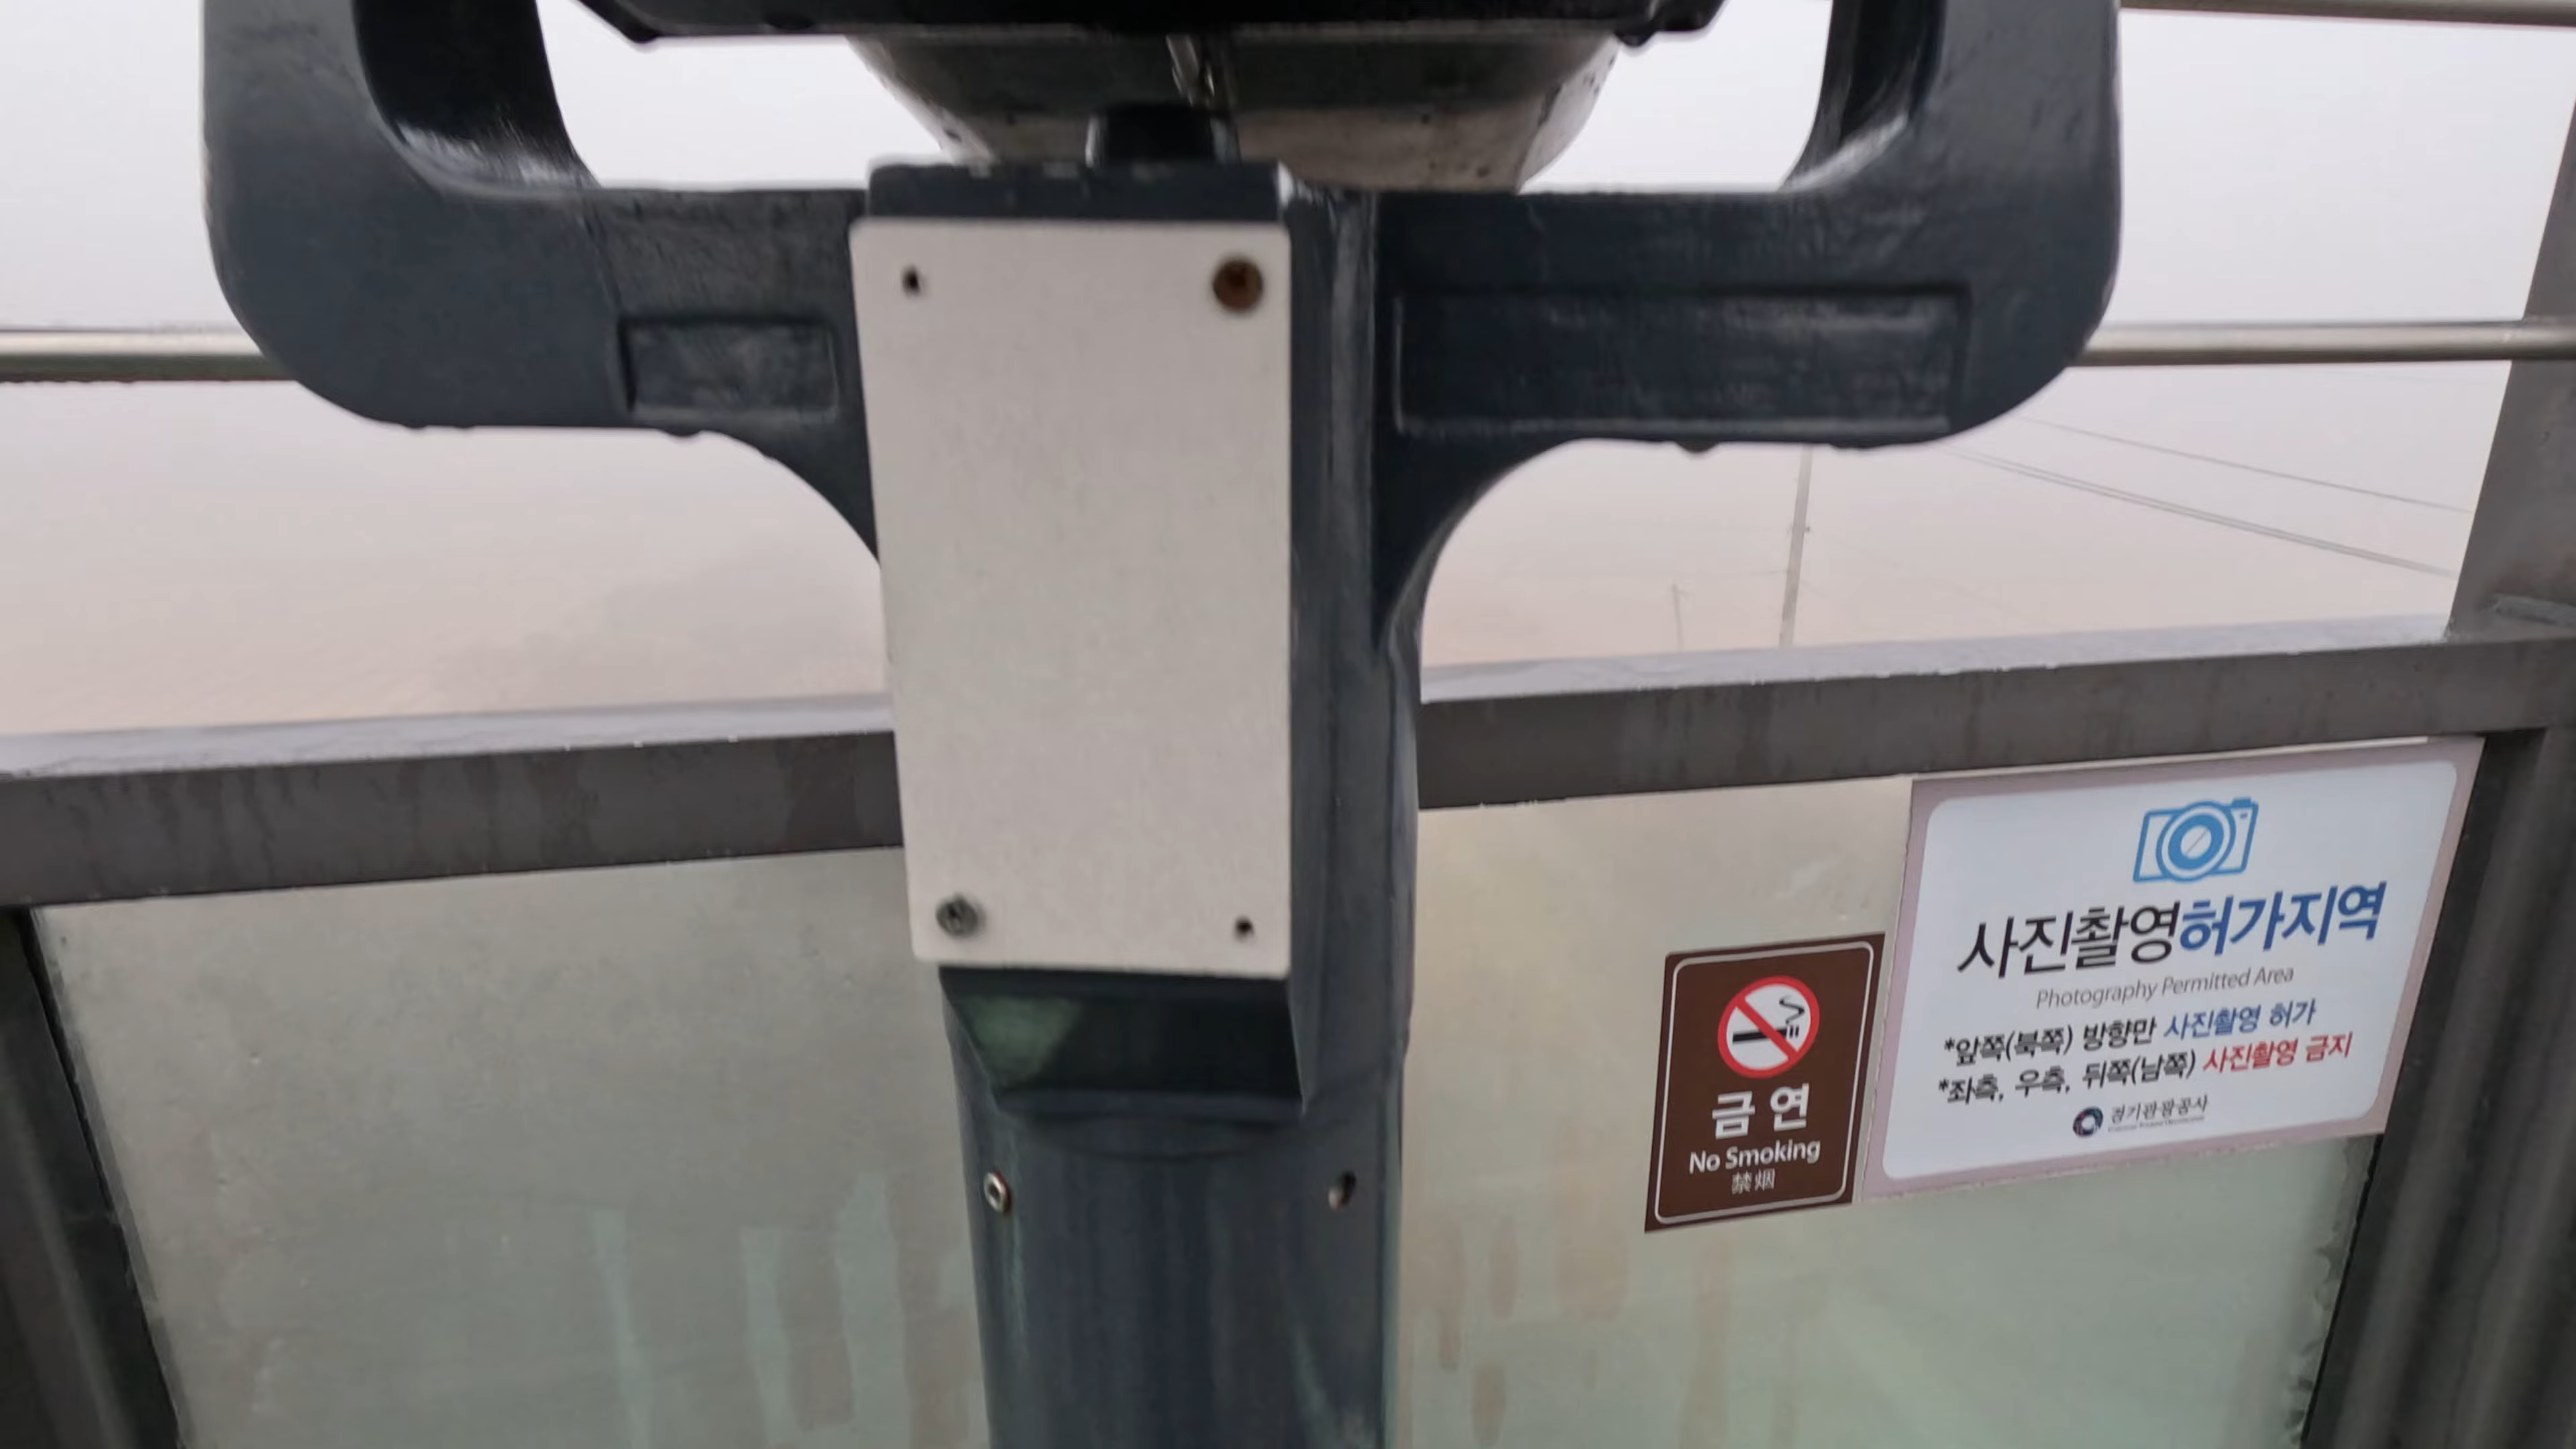 금연
No Smoking
禁烟
사진촬영허가지역
Photography Permitted Area
*앞쪽(북쪽) 방향만 사진촬영 허가
*좌측, 우측, 뒤쪽(남쪽) 사진촬영 금지
경기관광공사